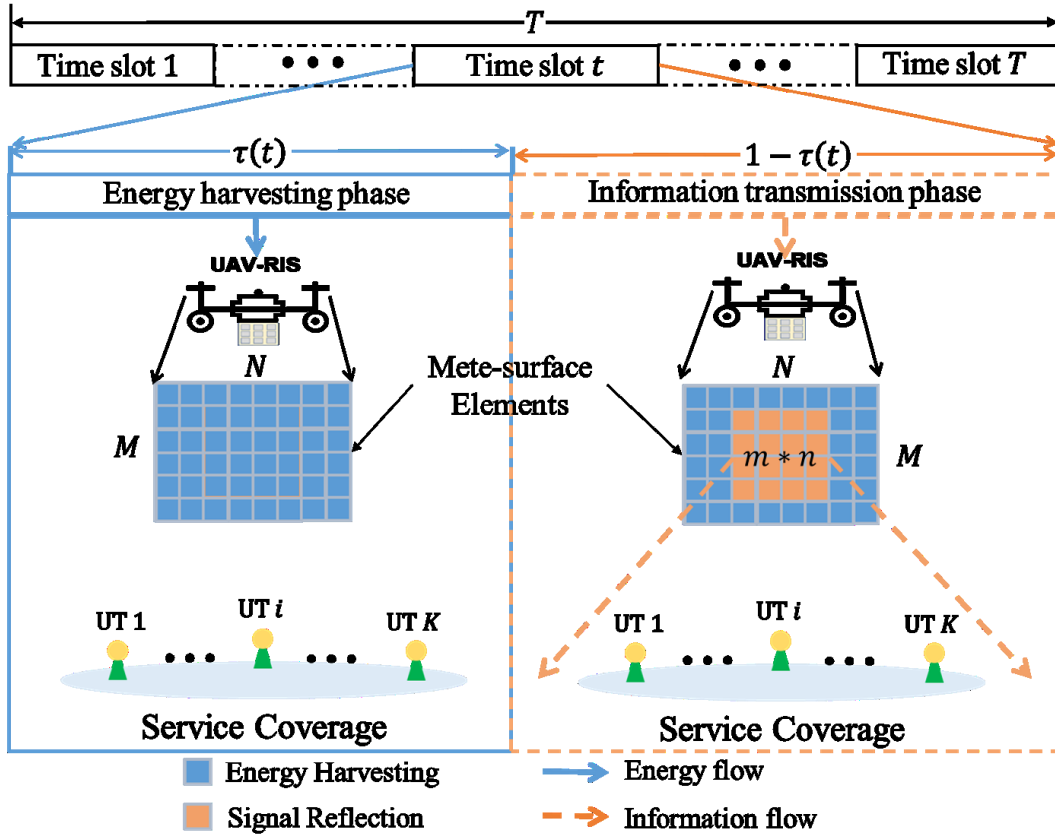 T
Time slot 1
Time slot t
Time slot T
τ(t)
1 − τ(t)
Energy harvesting phase
Information transmission phase
UAV-RIS
UAV-RIS
N
N
Mete-surface
Elements
M
m * n
M
UT 1
UT i
UT K
UT 1
UT i
UT K
Service Coverage
Service Coverage
Energy Harvesting
Energy flow
Signal Reflection
Information flow